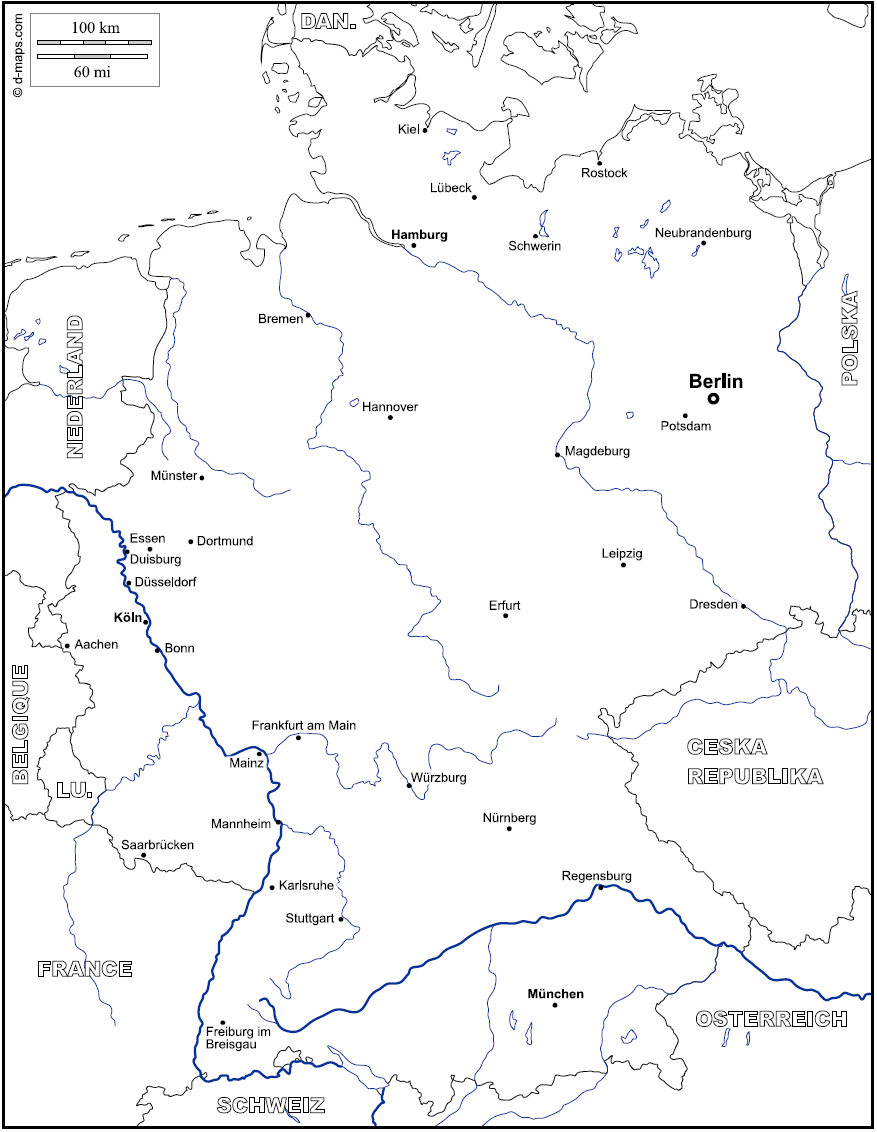 © d-maps.com
100 km
60 mi
DAN.
Kiel
Rostock
Lübeck
Hamburg
Schwerin
Neubrandenburg
Bremen
POLSKA
NEDERLAND
Berlin
Hannover
Potsdam
Magdeburg
Münster
Essen
Dortmund
Duisburg
Leipzig
Düsseldorf
Erfurt
Dresden
Köln
Aachen
Bonn
BELGIQUE
Frankfurt am Main
CESKA
REPUBLIKA
Mainz
LU.
Würzburg
Mannheim
Nürnberg
Saarbrücken
Regensburg
Karlsruhe
Stuttgart
FRANCE
München
OSTERREICH
Freiburg im
Breisgau
SCHWEIZ